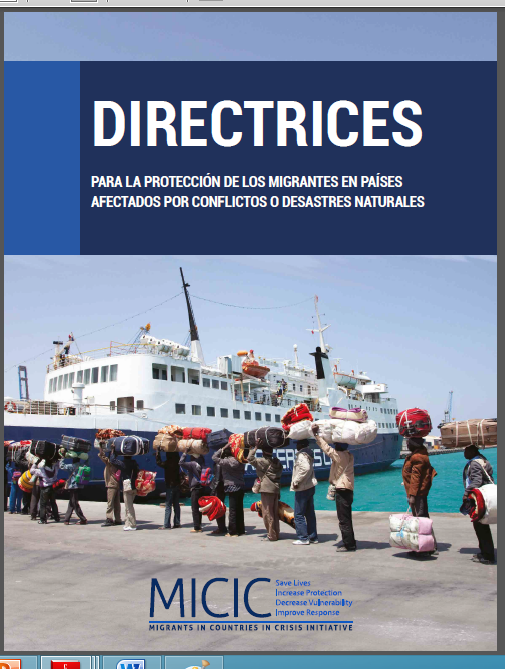 DIRECTRICES
PARA LA PROTECCIÓN DE LOS MIGRANTES EN PAÍSES
AFECTADOS POR CONFLICTOS O DESASTRES NATURALES
MICIC
Save Lives
Increase Protection
Decrease Vulnerability
Improve Response
MIGRANTS IN COUNTRIES IN CRISIS INITIATIVE